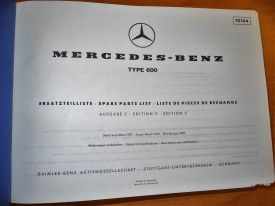 10164
MERCEDES-BENZ
TYPE 600
ERSATZTEILLISTE · SPARE PARTS LIST · LISTE DE PIECES DE RECHANGE
AUSGABE C · EDITION C · EDITION C
DAIMLER-BENZ AKTIENGESELLSCHAFT · STUTTGART-UNTERTÜRKHEIM · GERMANY